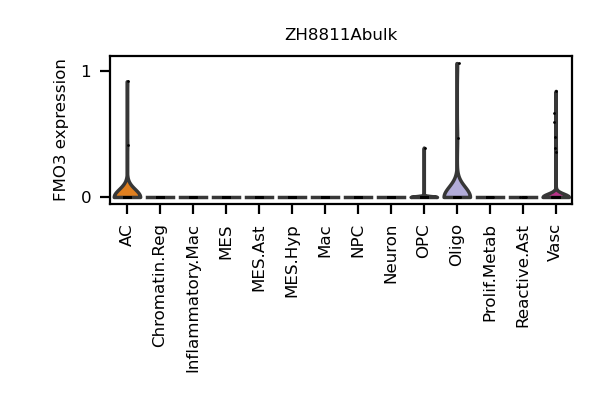 ZH8811Abulk
FMO3 expression
1
0
AC
Chromatin.Reg
Inflammatory.Mac
MES
MES.Ast
MES.Hyp
Mac
NPC
Neuron
OPC
Oligo
Prolif.Metab
Reactive.Ast
Vasc